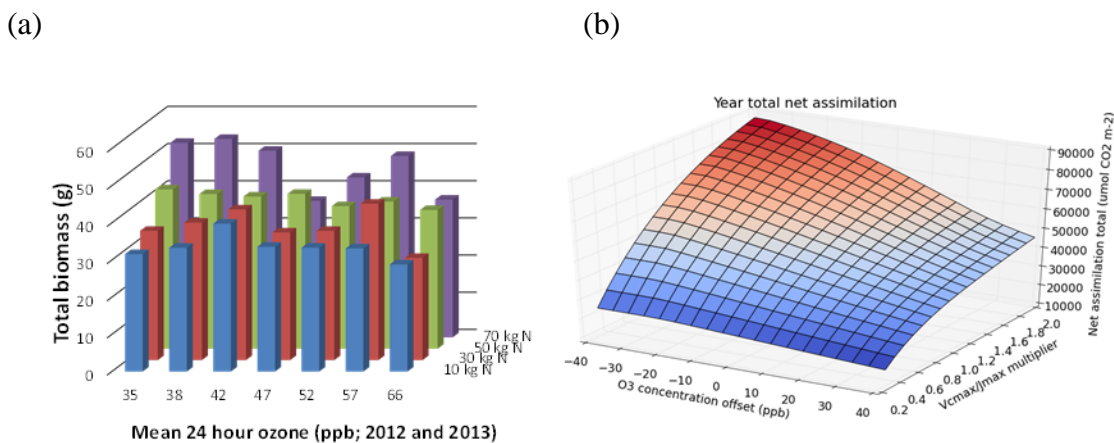 (a)
(b)
Total biomass (g)
60
50
40
30
20
10
0
70 kg N
50 kg N
30 kg N
10 kg N
35 38 42 47 52 57 66
Mean 24 hour ozone (ppb; 2012 and 2013)
Year total net assimilation
90000
80000
70000
60000
50000
40000
30000
20000
10000
Net assimilation total (umol CO2 m-2)
−40 −30 −20 −10 0 10 20 30 40
O3 concentration offset (ppb)
0.2 0.4 0.6 0.8 1.0 1.2 1.4 1.6 1.8 2.0
Vcmax/Jmax multiplier